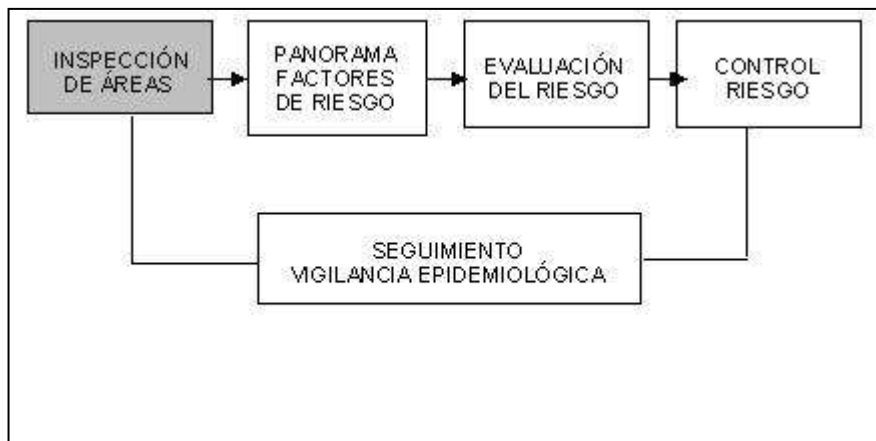 INSPECCIÓN
DE ÁREAS
PANORAMA
FACTORES
DE RIESGO
EVALUACIÓN
DEL RIESGO
CONTROL
RIESGO
SEGUIMIENTO
VIGILANCIA EPIDEMIOLÓGICA